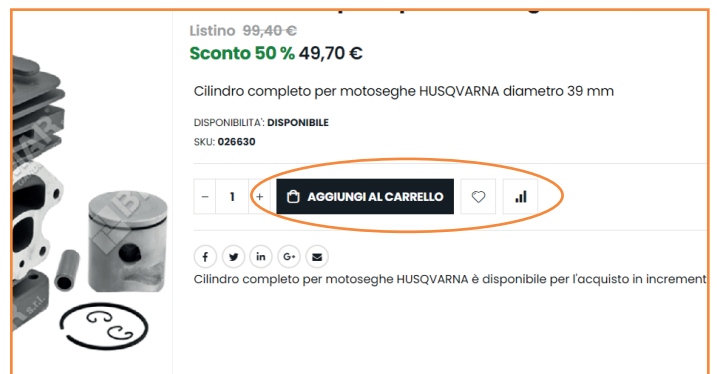 Listino 99,40 €
Sconto 50 % 49,70 €
Cilindro completo per motoseghe HUSQVARNA diametro 39 mm
DISPONIBILITA': DISPONIBILE
SKU: 026630
- 1 + AGGIUNGI AL CARRELLO
Cilindro completo per motoseghe HUSQVARNA è disponibile per l'acquisto in increment